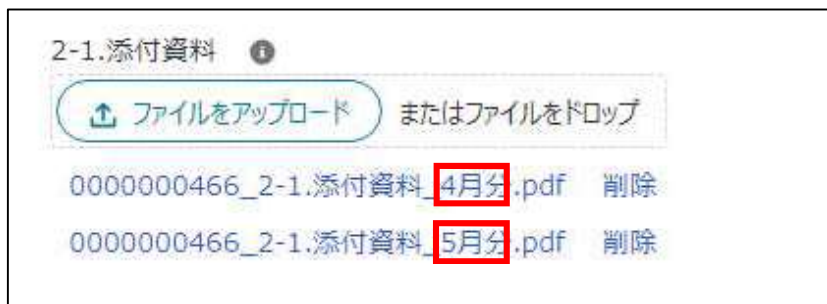 2-1.添付資料
ファイルをアップロード またはファイルをドロップ
0000000466_2-1.添付資料_4月分.pdf 削除
0000000466_2-1.添付資料_5月分.pdf 削除